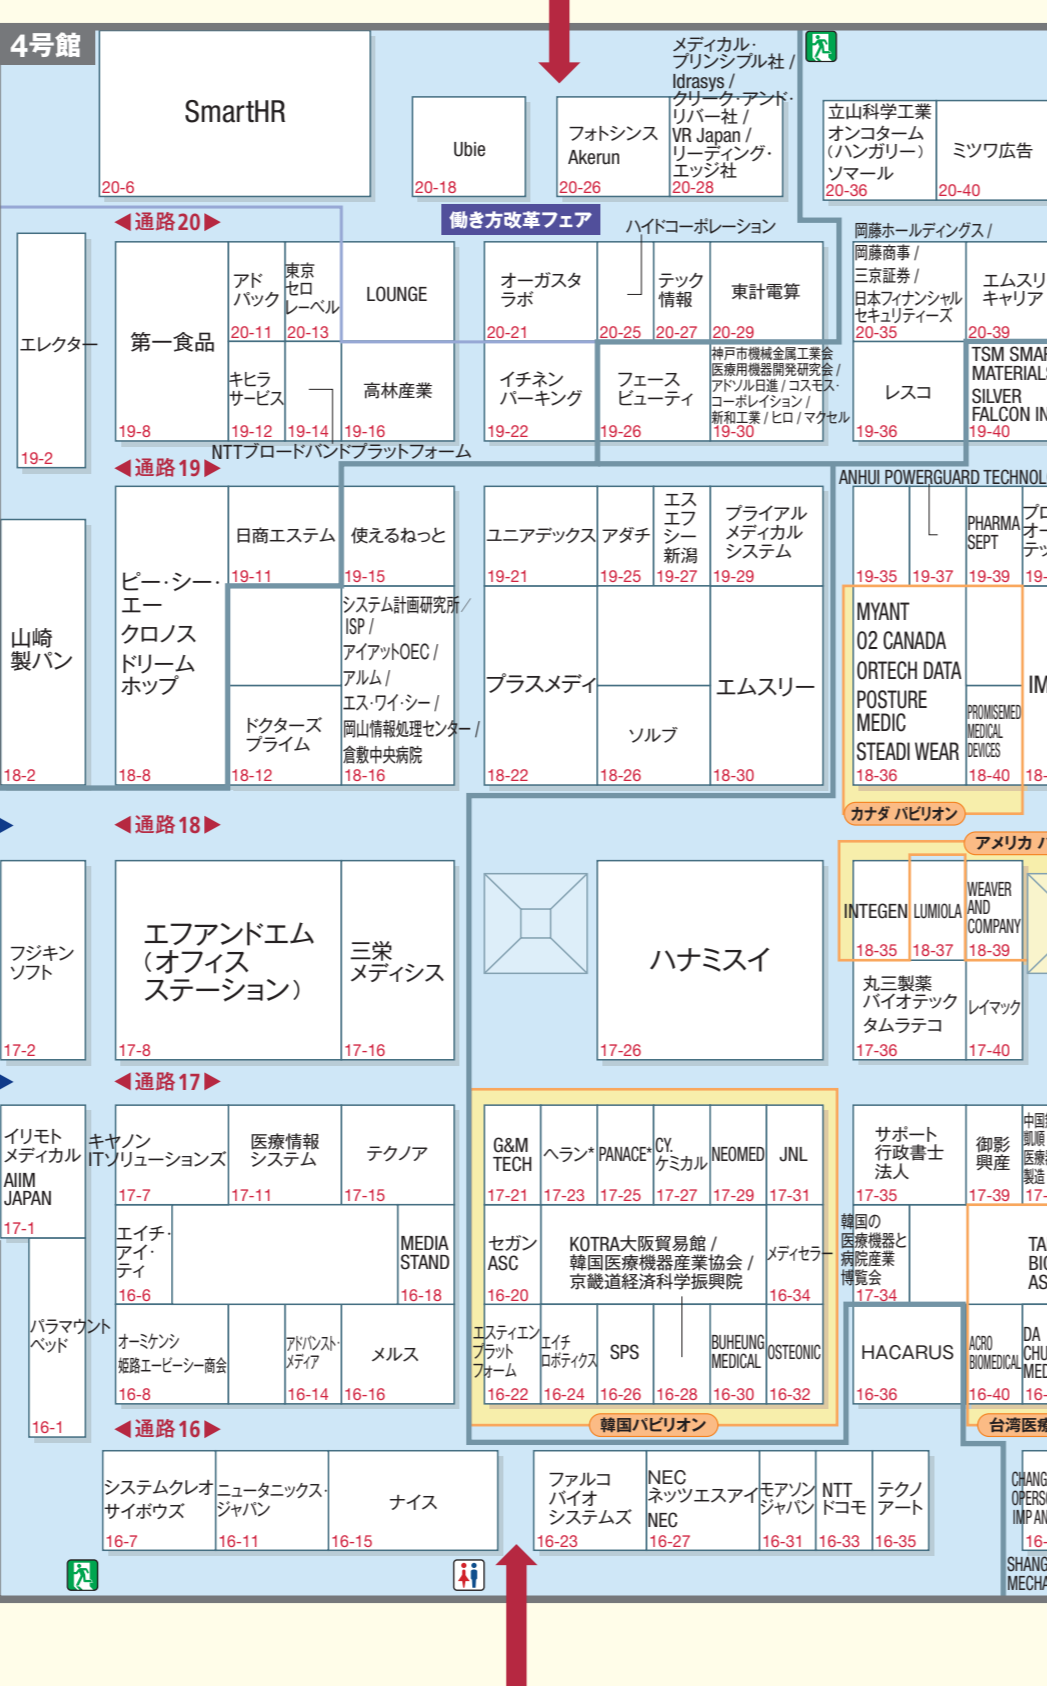 4号館
SmartHR
20-6
Ubie
20-18
フォトシンス
Akerun
20-26
メディカル・
プリンシプル社 /
Idrasys /
クリーク・アンド・
リバー社 /
VR Japan /
リーディング・
エッジ社
20-28
立山科学工業
オンコターム
（ハンガリー）
ソマール
20-36
ミツワ広告
20-40
◀通路20▶
働き方改革フェア
エレクター
19-2
第一食品
19-8
アド
パック
20-11
東京
セロ
レーベル
20-13
LOUNGE
キヒラ
サービス
19-12
19-14
高林産業
19-16
NTTブロードバンドプラットフォーム
オーガスタ
ラボ
20-21
ハイドコーポレーション
20-25
テック
情報
20-27
東計電算
20-29
イチネン
パーキング
19-22
フェース
ビューティ
19-26
神戸市機械金属工業会
医療用機器開発研究会 /
アドソル日進 / コスモス・
コーポレイション /
新和工業 / ヒロ / マクセル
19-30
岡藤ホールディングス /
岡藤商事 /
三京証券 /
日本フィナンシャル
セキュリティーズ
20-35
エムスリ
キャリア
20-39
レスコ
19-36
TSM SMAR
MATERIALS
SILVER
FALCON IN
19-40
◀通路19▶
山崎
製パン
18-2
ピー・シー・
エー
クロノス
ドリーム
ホップ
18-8
日商エステム
19-11
使えるねっと
19-15
ドクターズ
プライム
18-12
システム計画研究所 /
ISP /
アイアットOEC /
アルム /
エス・ワイ・シー /
岡山情報処理センター /
倉敷中央病院
18-16
ユニアデックス
19-21
アダチ
19-25
エス
エフ
シー
新潟
19-27
プライアル
メディカル
システム
19-29
プラスメディ
18-22
ソルブ
18-26
エムスリー
18-30
ANHUI POWERGUARD TECHNOL
19-35
19-37
PHARMA
SEPT
19-39
プロ
オー
テッ
19-
MYANT
O2 CANADA
ORTECH DATA
POSTURE
MEDIC
STEADI WEAR
18-36
PROMISEMED
MEDICAL
DEVICES
18-40
IM
18-
カナダ パビリオン
◀通路18▶
アメリカ パ
フジキン
ソフト
17-2
エフアンドエム
（オフィス
ステーション）
17-8
三栄
メディシス
17-16
ハナミスイ
17-26
INTEGEN
18-35
LUMIOLA
18-37
WEAVER
AND
COMPANY
18-39
丸三製薬
バイオテック
タムラテコ
17-36
レイマック
17-40
◀通路17▶
イリモト
メディカル
AIIM
JAPAN
17-1
キヤノン
ITソリューションズ
17-7
医療情報
システム
17-11
テクノア
17-15
エイチ・
アイ・
ティ
16-6
MEDIA
STAND
16-18
パラマウント
ベッド
16-1
オーミケンシ
姫路エービーシー商会
16-8
アドバンスト・
メディア
16-14
メルス
16-16
G&M
TECH
17-21
ヘラン*
17-23
PANACE*
17-25
CY.
ケミカル
17-27
NEOMED
17-29
JNL
17-31
セガン
ASC
16-20
KOTRA大阪貿易館 /
韓国医療機器産業協会 /
京畿道経済科学振興院
メディセラー
16-34
エスティエン
プラット
フォーム
16-22
エイチ
ロボティクス
16-24
SPS
16-26
16-28
BUHEUNG
MEDICAL
16-30
OSTEONIC
16-32
韓国パビリオン
サポート
行政書士
法人
17-35
御影
興産
17-39
医療
製造
17-
韓国の
医療機器と
病院産業
博覧会
17-34
TA
BIO
AS
HACARUS
16-36
ACRO
BIOMEDICAL
16-40
DA
CHU
MED
16-
台湾医療
◀通路16▶
システムクレオ
サイボウズ
16-7
ニュータニックス・
ジャパン
16-11
ナイス
16-15
ファルコ
バイオ
システムズ
16-23
NEC
ネッツエスアイ
NEC
16-27
モアソン
ジャパン
16-31
NTT
ドコモ
16-33
テクノ
アート
16-35
CHANG
OPERSO
IMP AN
16-
SHANG
MECHA